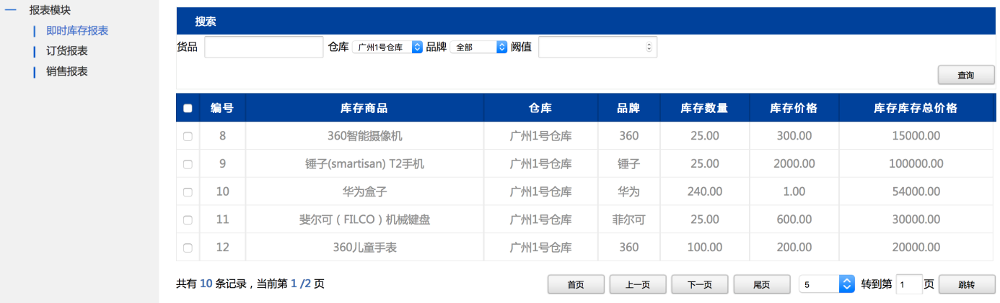 报表模块
即时库存报表
订货报表
销售报表
搜索
货品 仓库 广州1号仓库 品牌 全部 阙值
查询
编号 库存商品 仓库 品牌 库存数量 库存价格 库存库存总价格
8 360智能摄像机 广州1号仓库 360 25.00 300.00 15000.00
9 锤子(smartisan) T2手机 广州1号仓库 锤子 25.00 2000.00 100000.00
10 华为盒子 广州1号仓库 华为 240.00 1.00 54000.00
11 斐尔可（FILCO）机械键盘 广州1号仓库 菲尔可 25.00 600.00 30000.00
12 360儿童手表 广州1号仓库 360 100.00 200.00 20000.00
共有 10 条记录，当前第 1 /2 页 首页 上一页 下一页 尾页 5 转到第 1 页 跳转